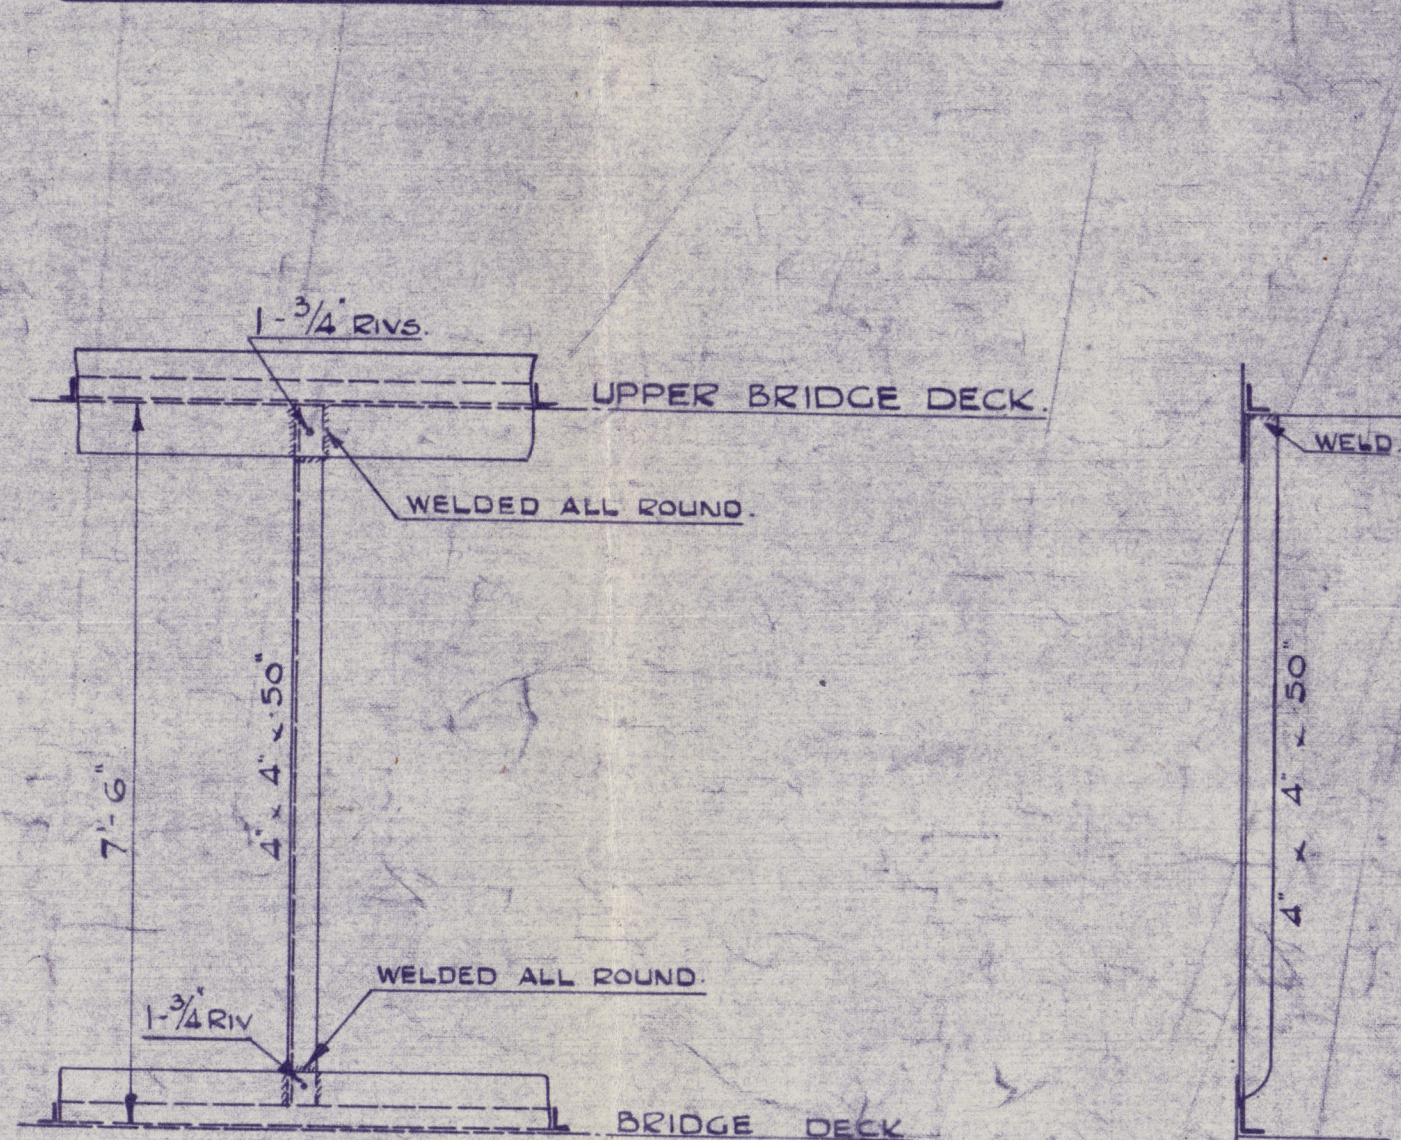 1-3/4" RIVS.
UPPER BRIDGE DECK.
WELD.
WELDED ALL ROUND.
4" x 4" x .50"
4" x 4" x .50"
7'-6"
WELDED ALL ROUND.
1-3/4" RIV
BRIDGE DECK